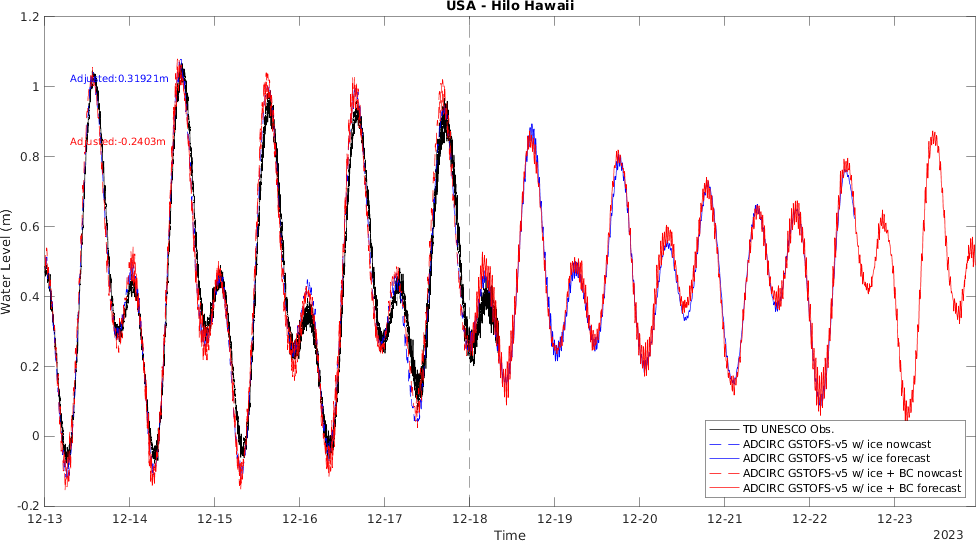 USA - Hilo Hawaii
1.2
1
0.8
0.6
0.4
0.2
0
-0.2
Water Level (m)
Adjusted:0.31921m
Adjusted:-0.2403m
TD UNESCO Obs.
ADCIRC GSTOFS-v5 w/ ice nowcast
ADCIRC GSTOFS-v5 w/ ice forecast
ADCIRC GSTOFS-v5 w/ ice + BC nowcast
ADCIRC GSTOFS-v5 w/ ice + BC forecast
12-13 12-14 12-15 12-16 12-17 12-18 12-19 12-20 12-21 12-22 12-23
Time
2023